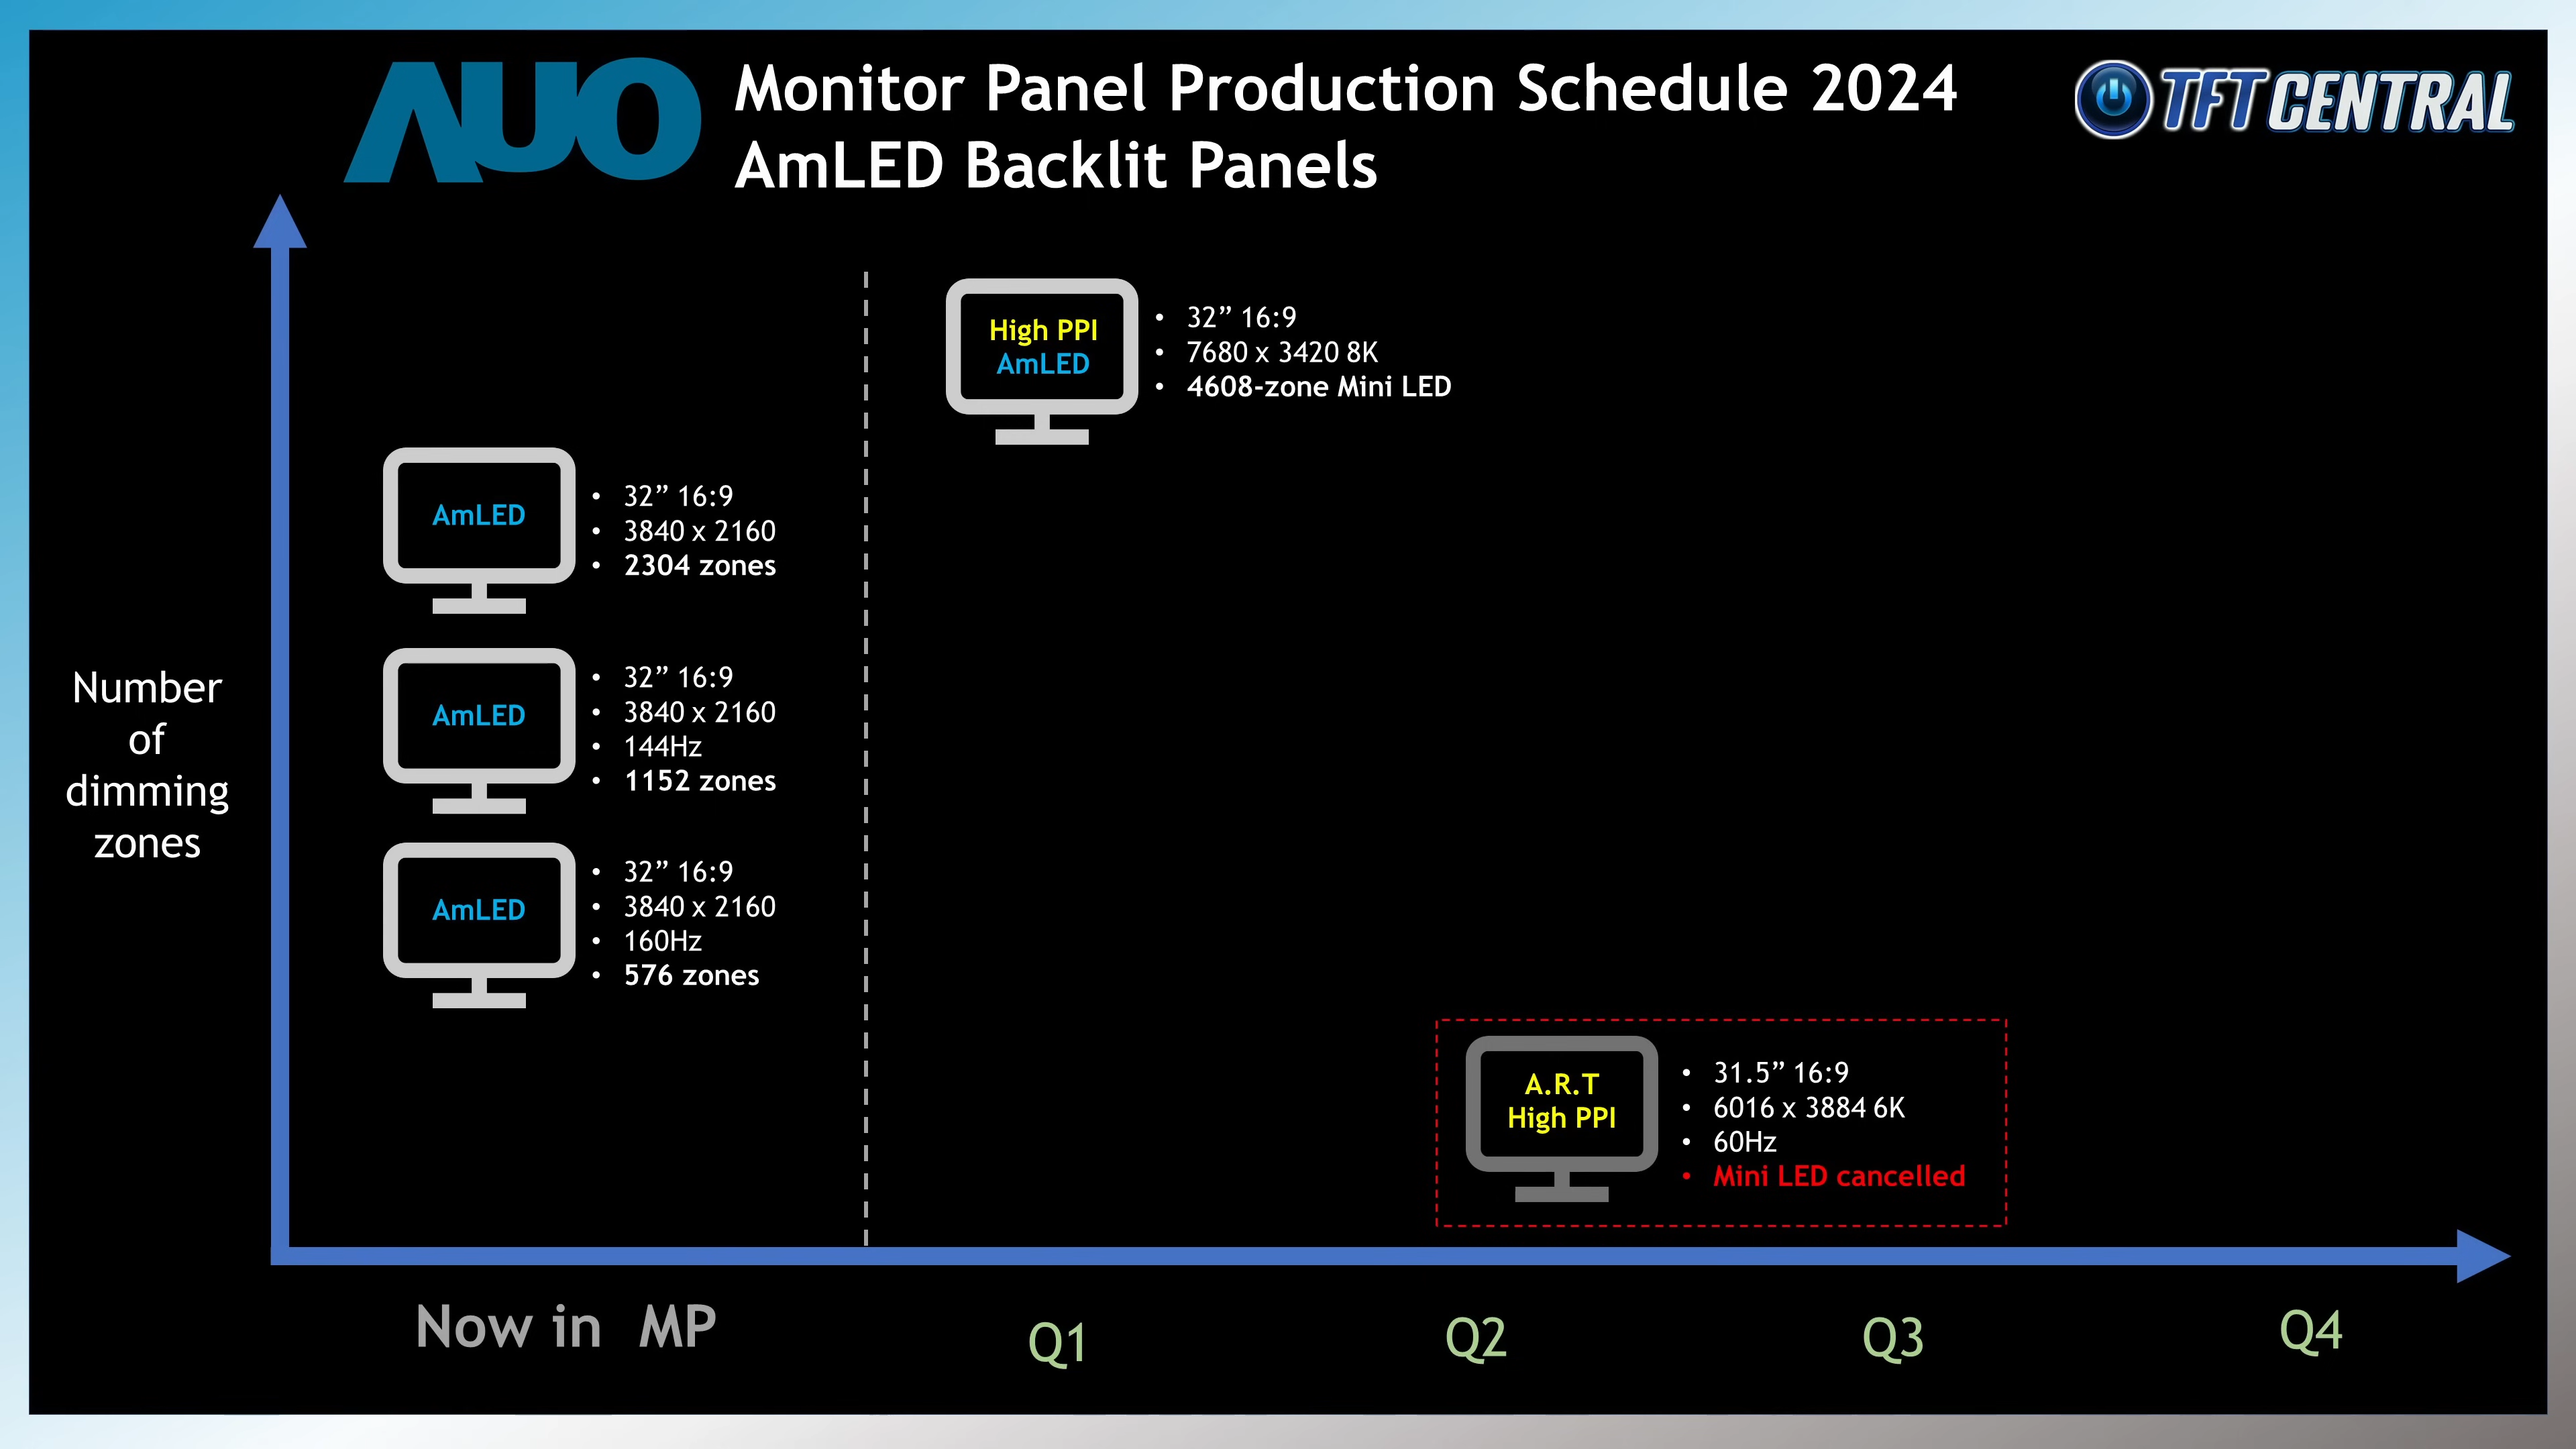 AUO
Monitor Panel Production Schedule 2024
AmLED Backlit Panels
TFTCENTRAL
Number
of
dimming
zones
High PPI
AmLED
• 32” 16:9
• 7680 x 3420 8K
• 4608-zone Mini LED
AmLED
• 32” 16:9
• 3840 x 2160
• 2304 zones
AmLED
• 32” 16:9
• 3840 x 2160
• 144Hz
• 1152 zones
AmLED
• 32” 16:9
• 3840 x 2160
• 160Hz
• 576 zones
A.R.T
High PPI
• 31.5” 16:9
• 6016 x 3884 6K
• 60Hz
• Mini LED cancelled
Now in MP
Q1
Q2
Q3
Q4